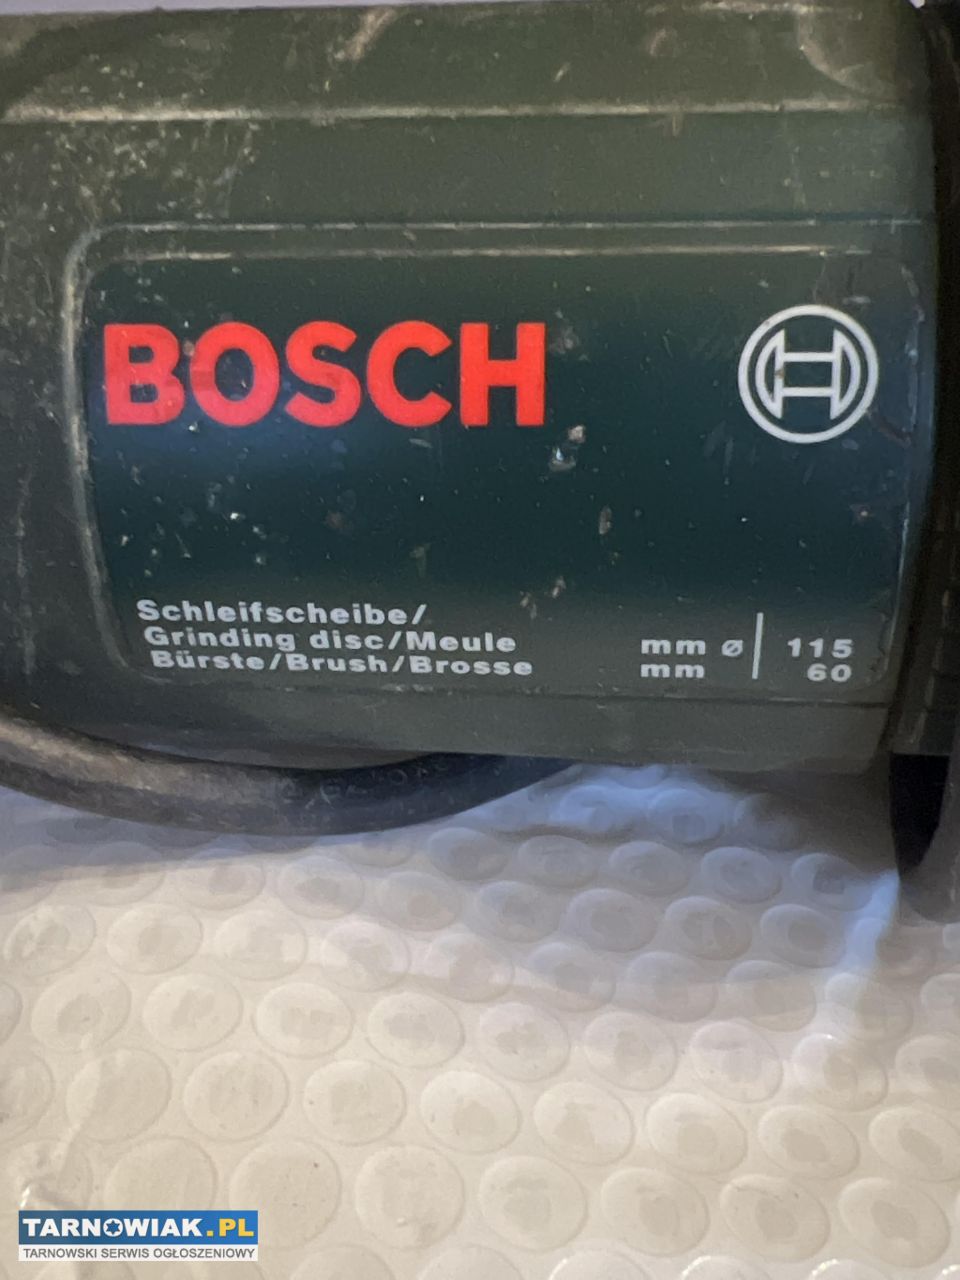 BOSCH
Schleifscheibe/
Grinding disc/Meule mm ø 115
Bürste/Brush/Brosse mm 60
TARNOWIAK.PL
TARNOWSKI SERWIS OGŁOSZENIOWY